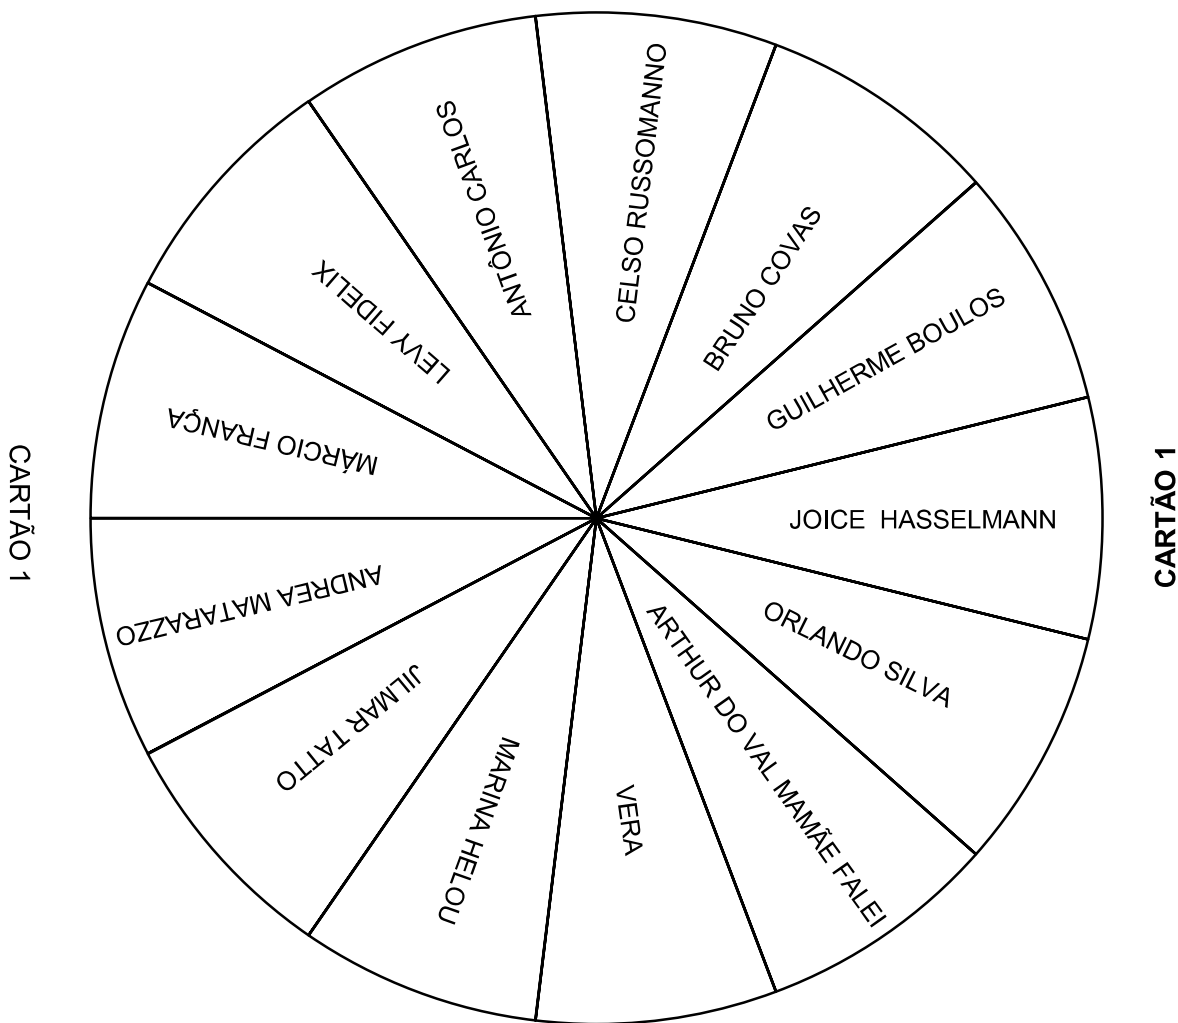 CARTÃO 1
CELSO RUSSOMANNO
BRUNO COVAS
GUILHERME BOULOS
JOICE HASSELMANN
ORLANDO SILVA
ARTHUR DO VAL MAMÃE FALEI
VERA
MARINA HELOU
JILMAR TATTO
ANDREA MATARAZZO
MÁRCIO FRANÇA
LEVY FIDELIX
ANTÔNIO CARLOS
CARTÃO 1